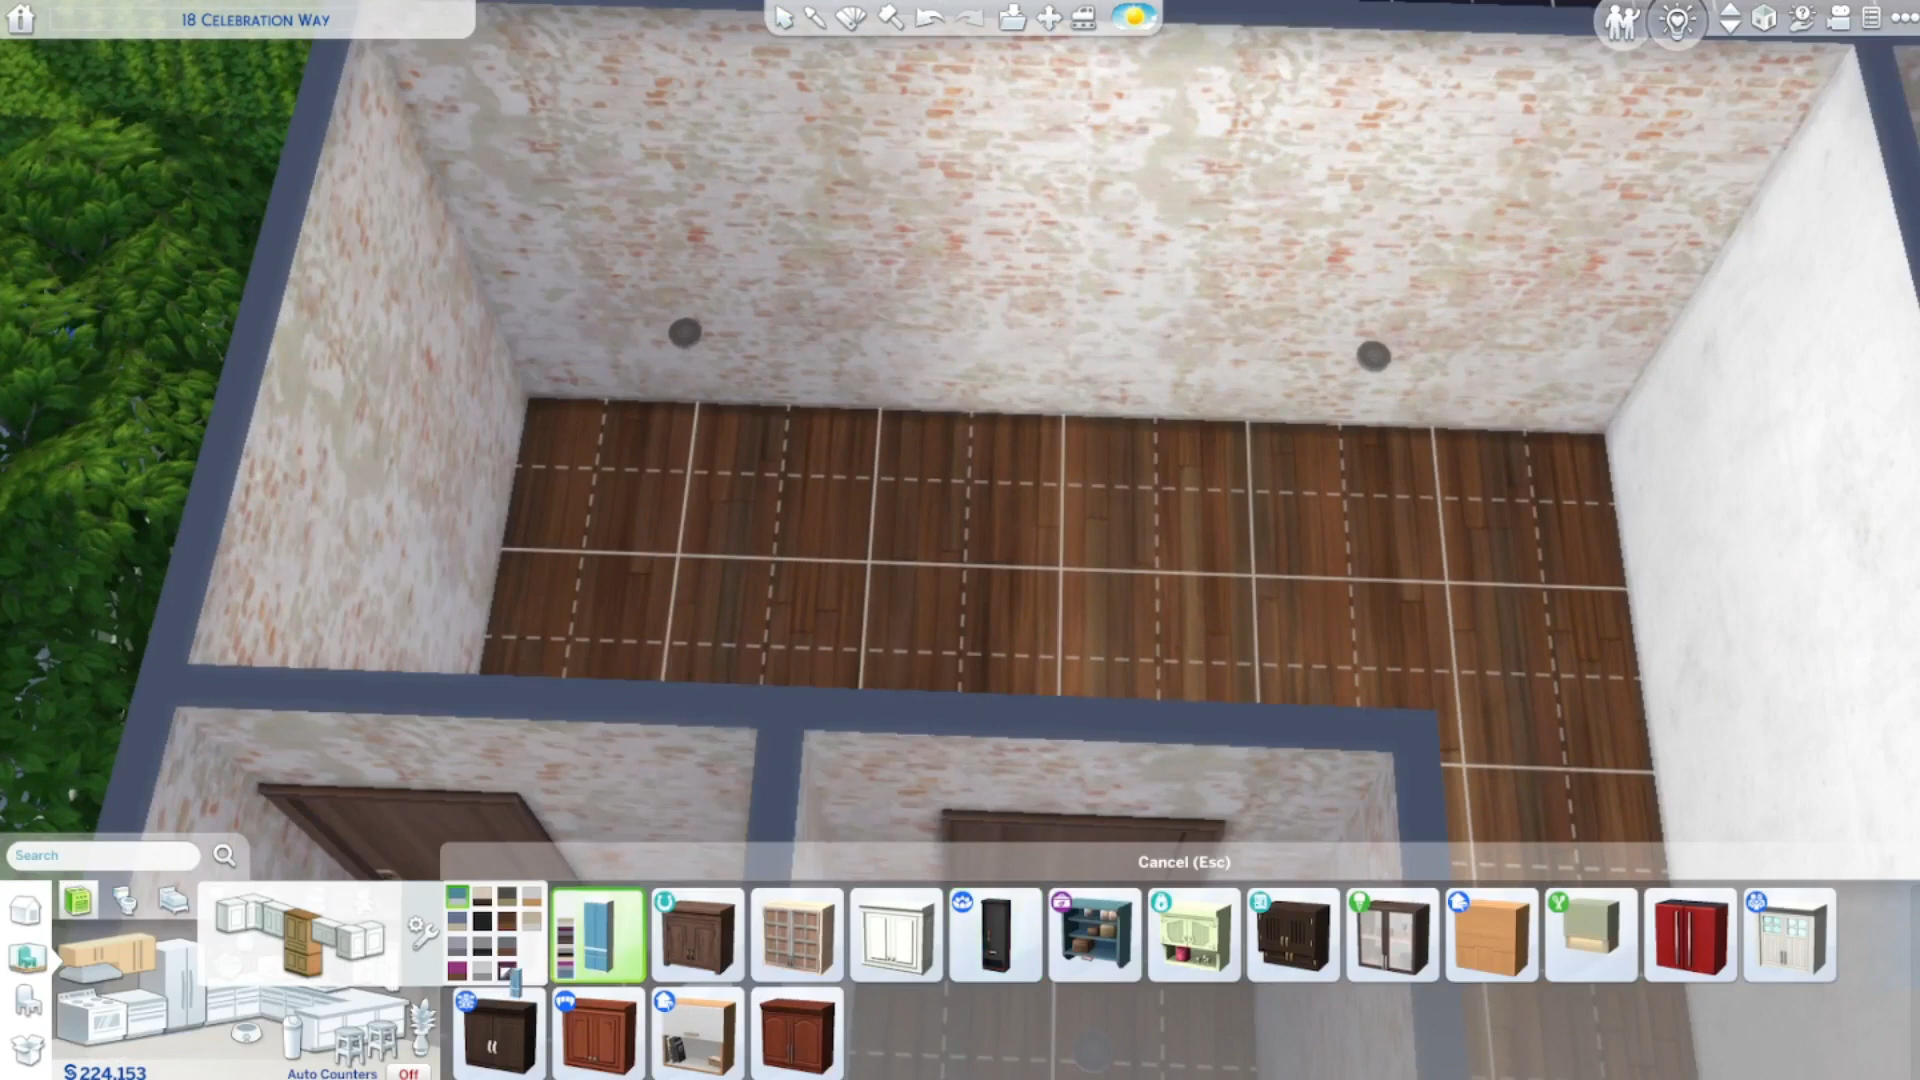 18 Celebration Way
Search
Cancel (Esc)
$224,153
Auto Counters
Off